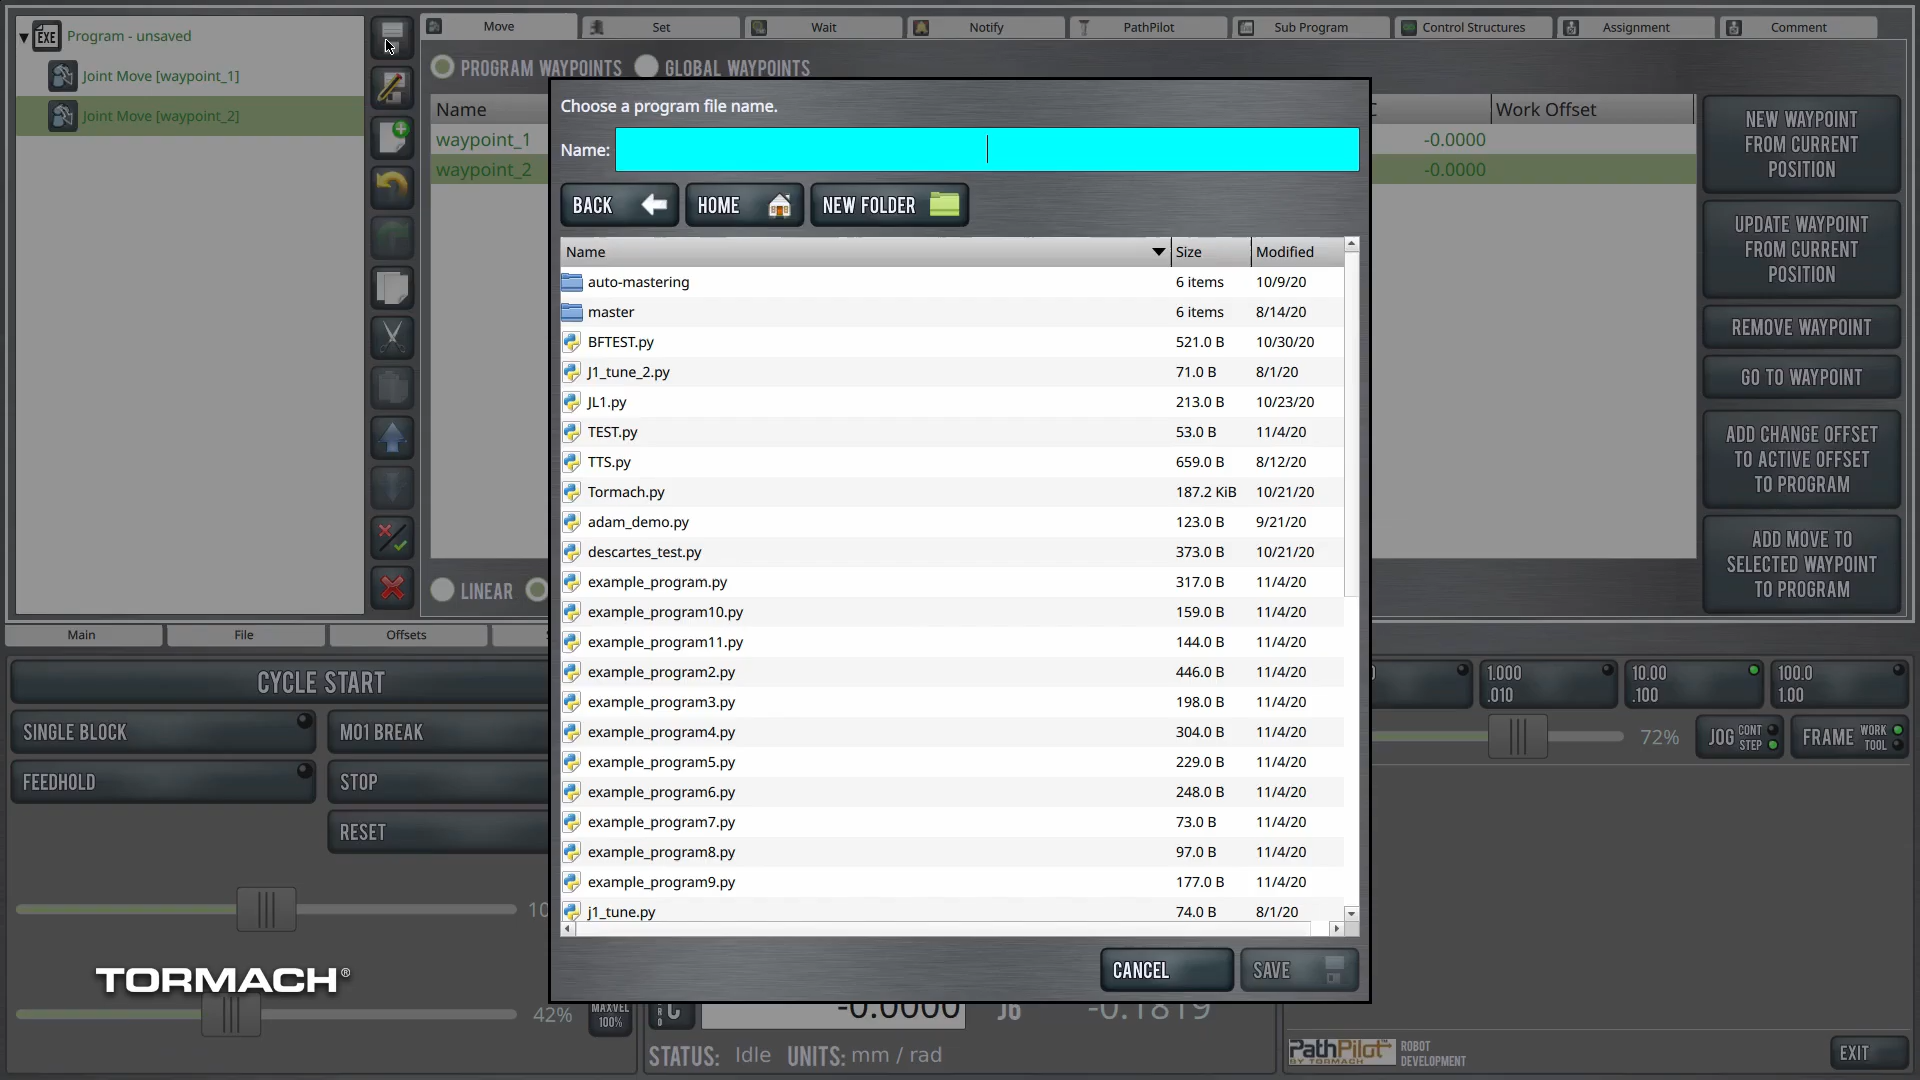 EXE Program - unsaved
Joint Move [waypoint_1]
Joint Move [waypoint_2]
Move
Set
Wait
Notify
PathPilot
Sub Program
Control Structures
Assignment
Comment
PROGRAM WAYPOINTS
GLOBAL WAYPOINTS
Name
C
Work Offset
waypoint_1
-0.0000
waypoint_2
-0.0000
LINEAR
NEW WAYPOINT
FROM CURRENT
POSITION
UPDATE WAYPOINT
FROM CURRENT
POSITION
REMOVE WAYPOINT
GO TO WAYPOINT
ADD CHANGE OFFSET
TO ACTIVE OFFSET
TO PROGRAM
ADD MOVE TO
SELECTED WAYPOINT
TO PROGRAM
Choose a program file name.
Name:
BACK
HOME
NEW FOLDER
Name Size Modified
auto-mastering 6 items 10/9/20
master 6 items 8/14/20
BFTEST.py 521.0 B 10/30/20
J1_tune_2.py 71.0 B 8/1/20
JL1.py 213.0 B 10/23/20
TEST.py 53.0 B 11/4/20
TTS.py 659.0 B 8/12/20
Tormach.py 187.2 KiB 10/21/20
adam_demo.py 123.0 B 9/21/20
descartes_test.py 373.0 B 10/21/20
example_program.py 317.0 B 11/4/20
example_program10.py 159.0 B 11/4/20
example_program11.py 144.0 B 11/4/20
example_program2.py 446.0 B 11/4/20
example_program3.py 198.0 B 11/4/20
example_program4.py 304.0 B 11/4/20
example_program5.py 229.0 B 11/4/20
example_program6.py 248.0 B 11/4/20
example_program7.py 73.0 B 11/4/20
example_program8.py 97.0 B 11/4/20
example_program9.py 177.0 B 11/4/20
j1_tune.py 74.0 B 8/1/20
CANCEL
SAVE
Main
File
Offsets
CYCLE START
SINGLE BLOCK
M01 BREAK
FEEDHOLD
STOP
RESET
10
TORMACH®
42%
MAXVEL
100%
-0.0000
J6
-0.1819
STATUS: Idle UNITS: mm / rad
1.000
.010
10.00
.100
100.0
1.00
72%
JOG CONT
STEP
FRAME WORK
TOOL
PathPilot™
BY TORMACH
ROBOT
DEVELOPMENT
EXIT